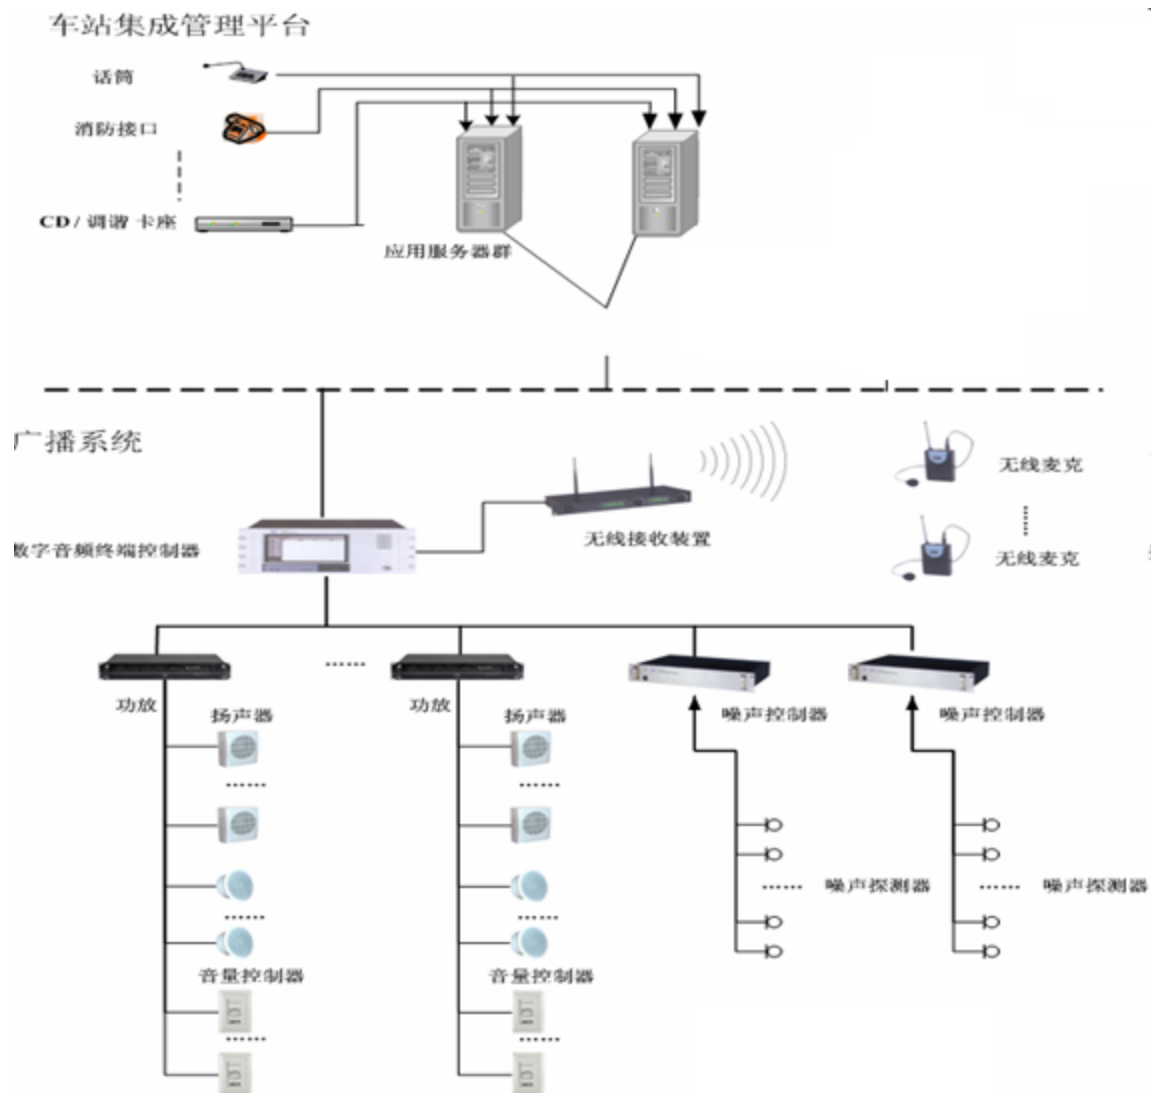 车站集成管理平台
话筒
消防接口
CD / 调谐 卡座
应用服务器群
广播系统
无线麦克
无线接收装置
数字音频终端控制器
无线麦克
功放
扬声器
功放
扬声器
噪声控制器
噪声控制器
噪声探测器
噪声探测器
音量控制器
音量控制器